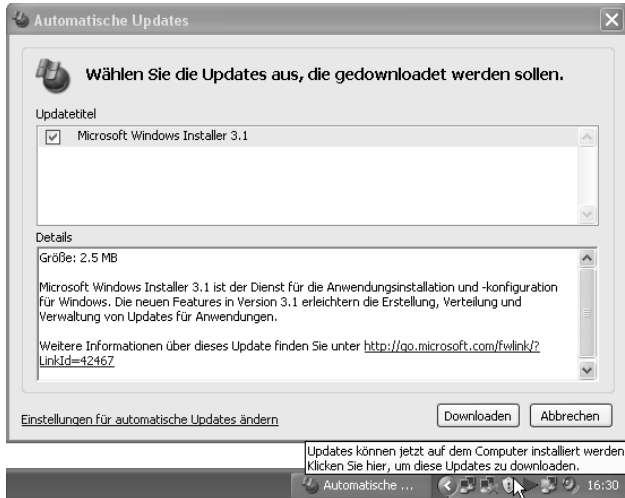 Automatische Updates
Wählen Sie die Updates aus, die gedownloadet werden sollen.
Updatetitel
Microsoft Windows Installer 3.1
Details
Größe: 2.5 MB
Microsoft Windows Installer 3.1 ist der Dienst für die Anwendungsinstallation und -konfiguration
für Windows. Die neuen Features in Version 3.1 erleichtern die Erstellung, Verteilung und
Verwaltung von Updates für Anwendungen.
Weitere Informationen über dieses Update finden Sie unter http://go.microsoft.com/fwlink/?
LinkId=42467
Einstellungen für automatische Updates ändern
Downloaden
Abbrechen
Updates können jetzt auf dem Computer installiert werden
Klicken Sie hier, um diese Updates zu downloaden.
Automatische ...
16:30